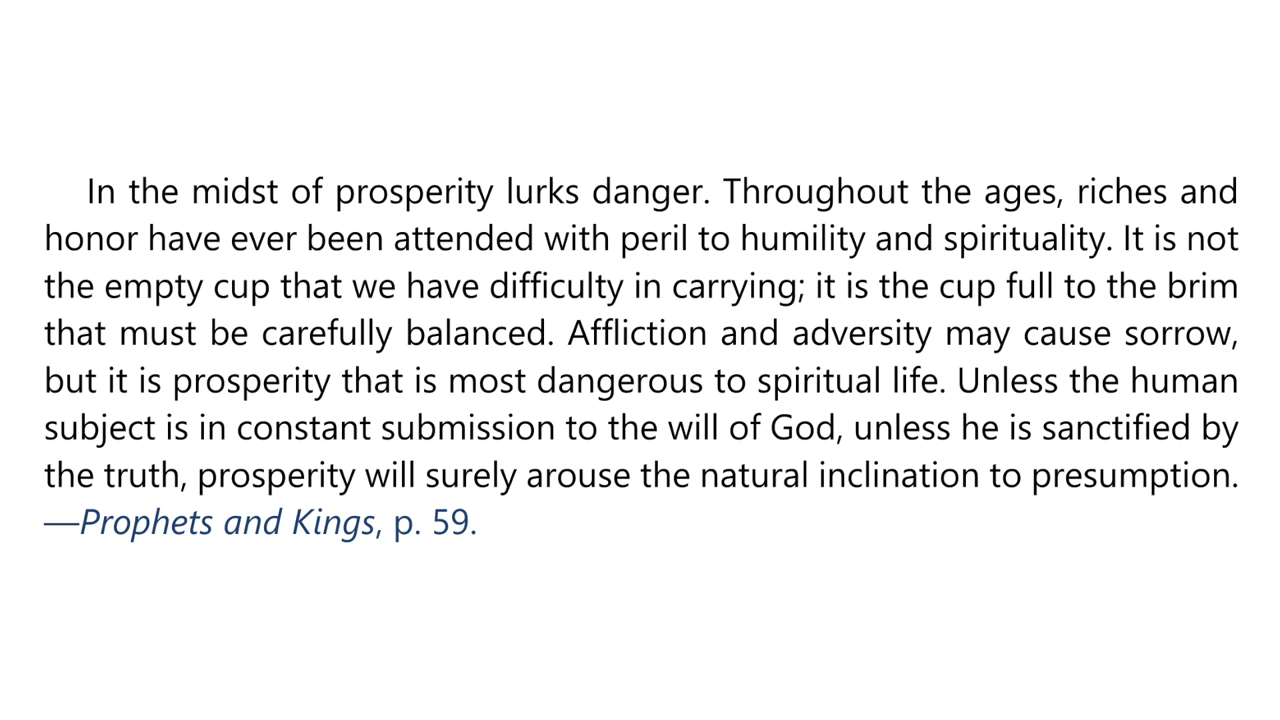 In the midst of prosperity lurks danger. Throughout the ages, riches and
honor have ever been attended with peril to humility and spirituality. It is not
the empty cup that we have difficulty in carrying; it is the cup full to the brim
that must be carefully balanced. Affliction and adversity may cause sorrow,
but it is prosperity that is most dangerous to spiritual life. Unless the human
subject is in constant submission to the will of God, unless he is sanctified by
the truth, prosperity will surely arouse the natural inclination to presumption.
—Prophets and Kings, p. 59.